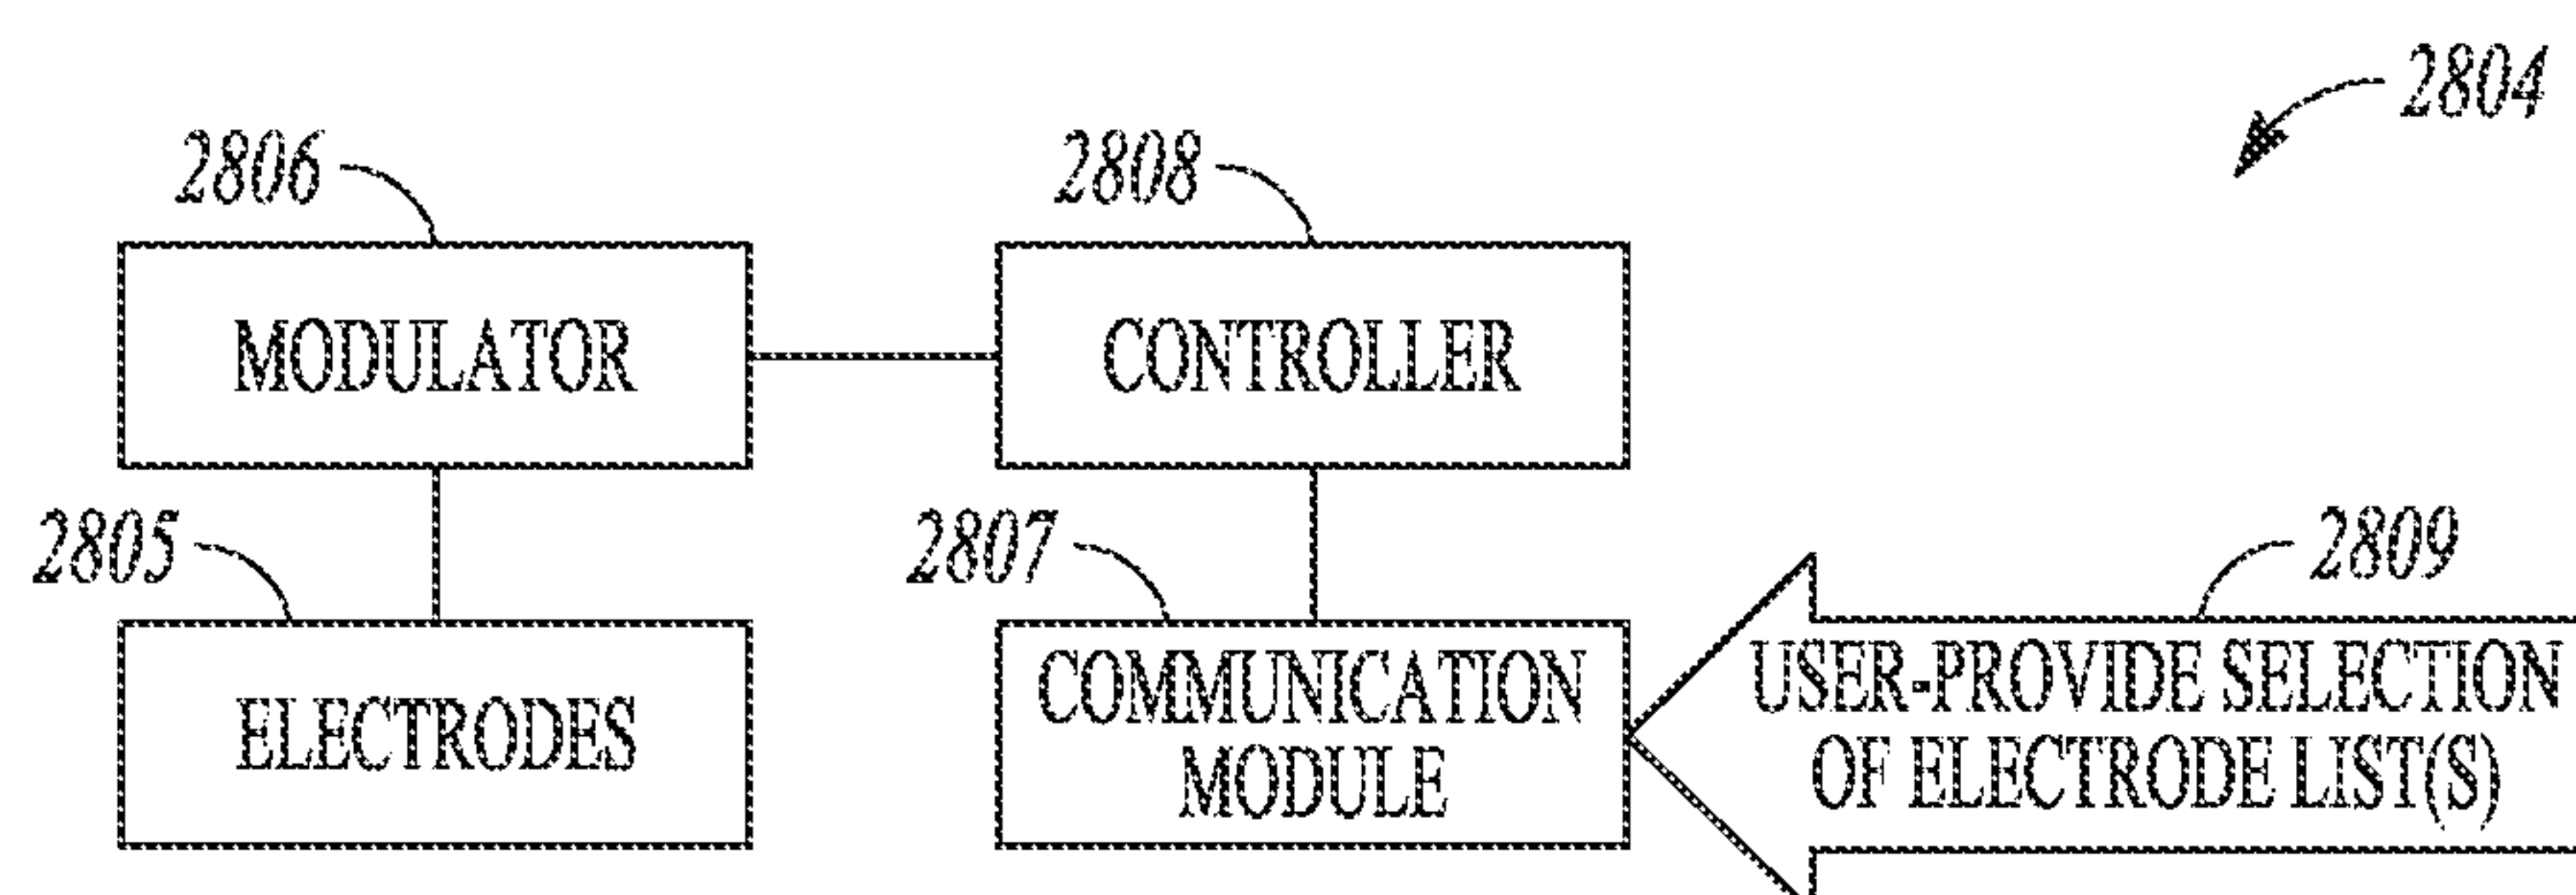 2804
2806
2808
MODULATOR
CONTROLLER
2805
2807
2809
ELECTRODES
COMMUNICATION
MODULE
USER-PROVIDE SELECTION
OF ELECTRODE LIST(S)